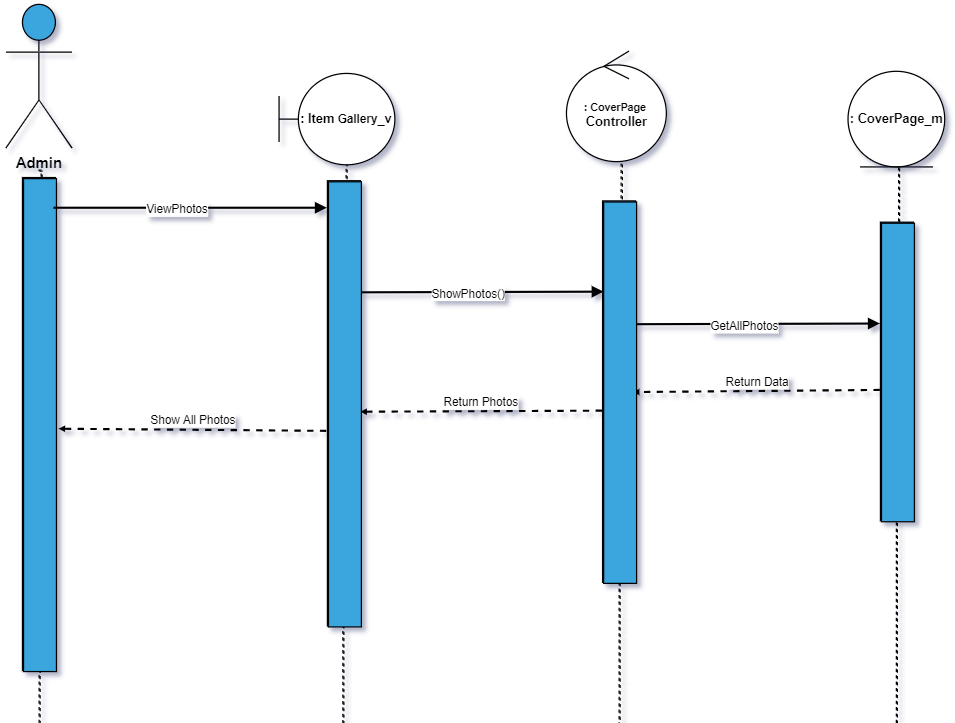 Admin
: Item Gallery_v
: CoverPage
Controller
: CoverPage_m
ViewPhotos
ShowPhotos()
GetAllPhotos
Return Data
Return Photos
Show All Photos